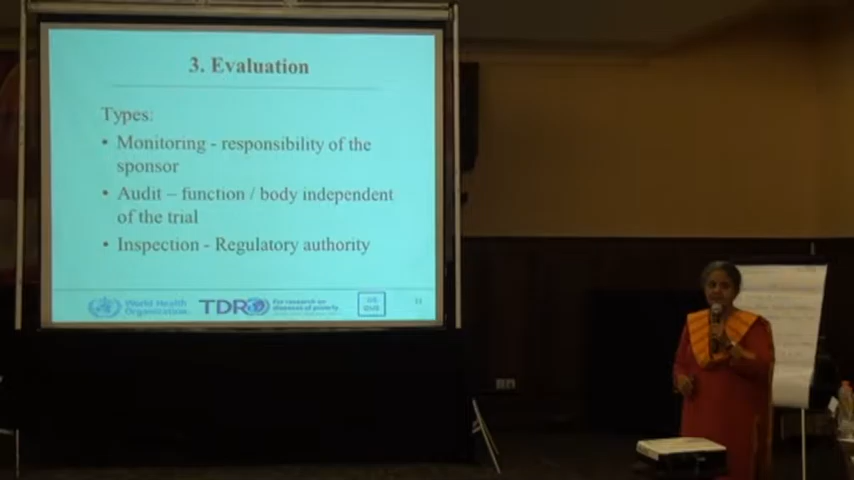 3. Evaluation
Types:
• Monitoring - responsibility of the
sponsor
• Audit – function / body independent
of the trial
• Inspection - Regulatory authority
World Health
Organization
TDR
For research on
diseases of poverty